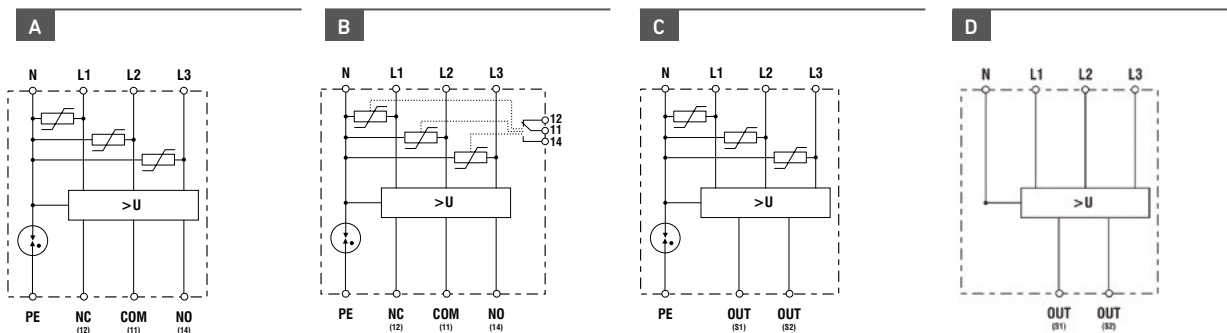 A
N L1 L2 L3
>U
PE NC COM NO
(12) (11) (14)
B
N L1 L2 L3
12
11
14
>U
PE NC COM NO
(12) (11) (14)
C
N L1 L2 L3
>U
PE OUT OUT
(S1) (S2)
D
N L1 L2 L3
>U
OUT OUT
(S1) (S2)